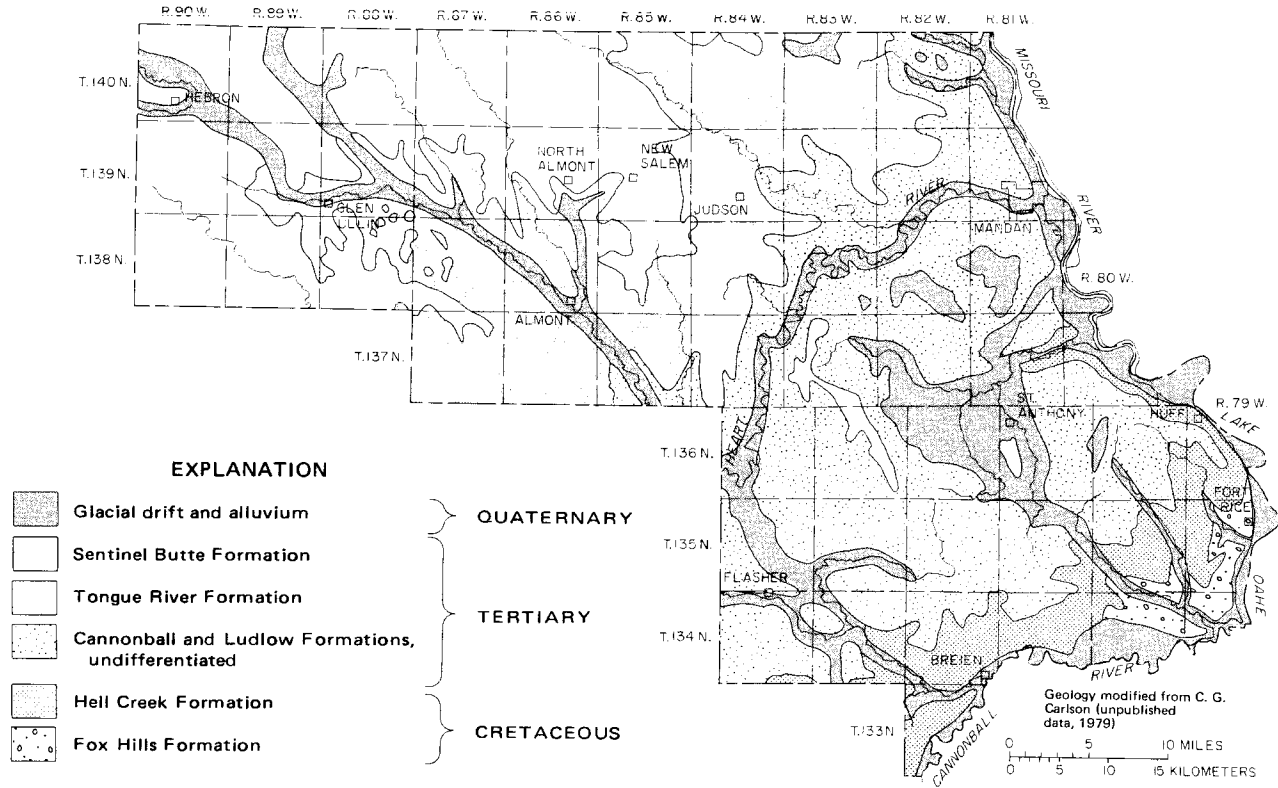 R.90 W. R.89 W. R.88 W. R.87 W. R.86 W. R.85 W. R.84 W. R.83 W. R.82 W. R.81 W.
MISSOURI
T.140 N.
HEBRON
T.139 N.
NORTH
ALMONT
NEW
SALEM
JUDSON
RIVER
RIVER
GLEN
ULLIN
MANDAN
T.138 N.
R.80 W.
ALMONT
T.137 N.
ST.
ANTHONY
HUFF
R.79 W.
LAKE
HEART
T.136 N.
FORT
RICE
T.135 N.
FLASHER
OAHE
T.134 N.
BREIEN
RIVER
T.133N
CANNONBALL
EXPLANATION
Glacial drift and alluvium
QUATERNARY
Sentinel Butte Formation
Tongue River Formation
TERTIARY
Cannonball and Ludlow Formations,
undifferentiated
Hell Creek Formation
CRETACEOUS
Fox Hills Formation
Geology modified from C. G.
Carlson (unpublished
data, 1979)
0 5 10 MILES
0 5 10 15 KILOMETERS